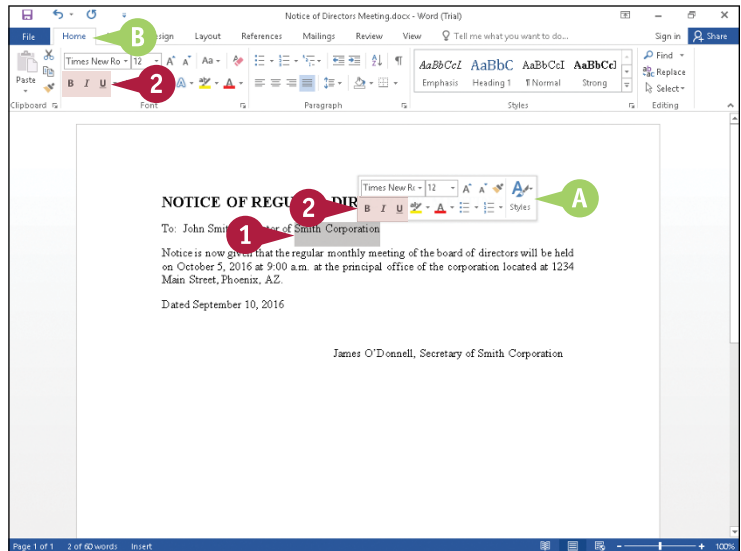 Notice of Directors Meeting.docx - Word (Trial)
File Home sign Layout References Mailings Review View Tell me what you want to do... Sign in Share
B
Paste
Times New Ro 12 A A Aa
B I U 2
AaBbCcI AaBbC AaBbCcI AaBbCcI
Emphasis Heading 1 ¶ Normal Strong
Find
Replace
Select
Clipboard Font Paragraph Styles Editing
Times New Rc 12 A A
B I U A Styles
A
NOTICE OF REGU DIR
2
To: John Smi of Smith Corporation
1
Notice is now given that the regular monthly meeting of the board of directors will be held
on October 5, 2016 at 9:00 a.m. at the principal office of the corporation located at 1234
Main Street, Phoenix, AZ.
Dated September 10, 2016
James O'Donnell, Secretary of Smith Corporation
Page 1 of 1 2 of 60 words Insert 100%